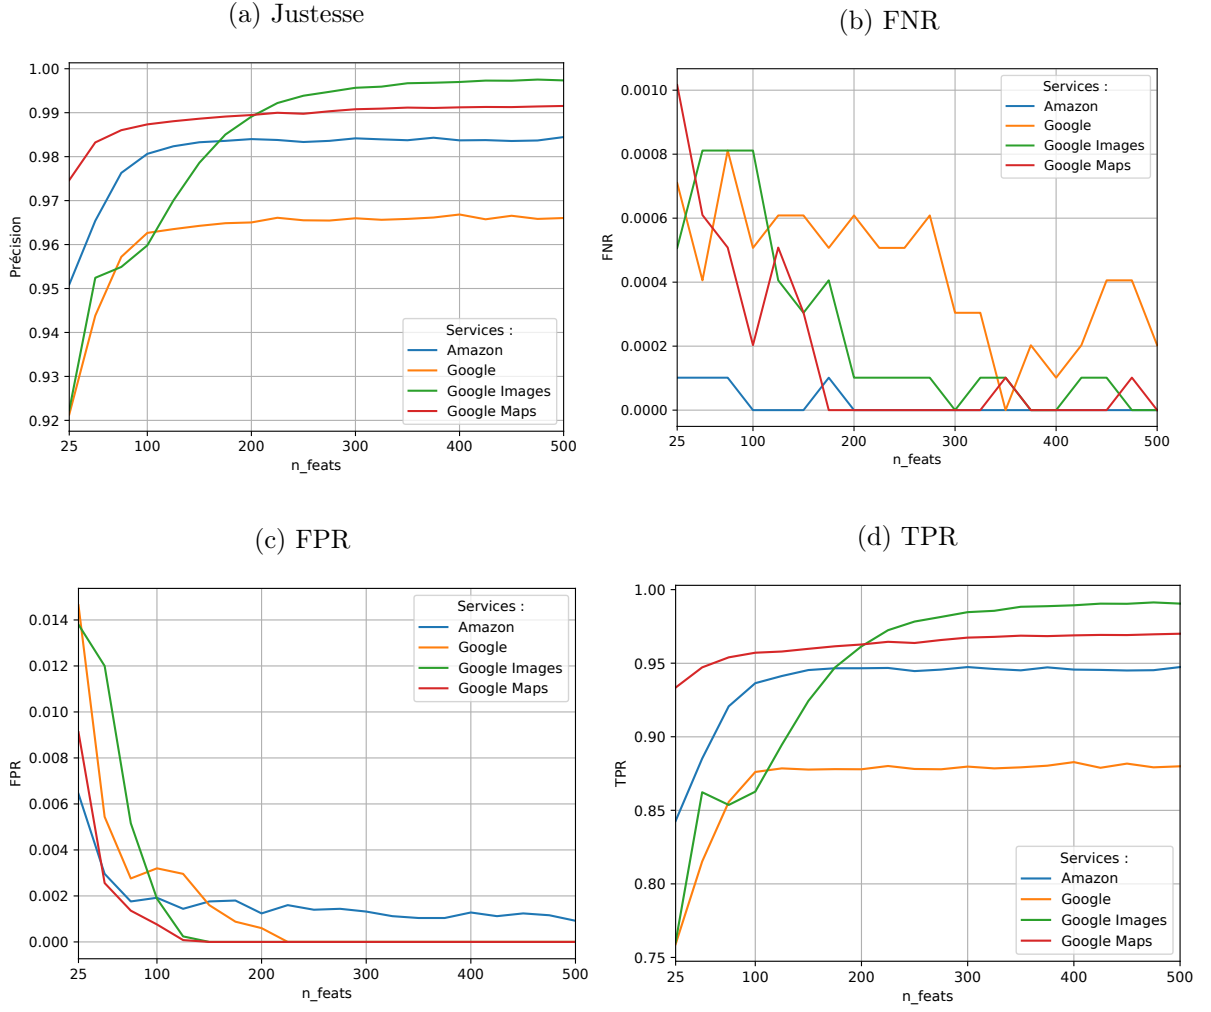 (a) Justesse
1.00
0.99
0.98
0.97
0.96
0.95
0.94
0.93
0.92
Précision
25 100 200 300 400 500
n_feats
Services :
Amazon
Google
Google Images
Google Maps
(b) FNR
0.0010
0.0008
0.0006
0.0004
0.0002
0.0000
FNR
25 100 200 300 400 500
n_feats
Services :
Amazon
Google
Google Images
Google Maps
(c) FPR
0.014
0.012
0.010
0.008
0.006
0.004
0.002
0.000
FPR
25 100 200 300 400 500
n_feats
Services :
Amazon
Google
Google Images
Google Maps
(d) TPR
1.00
0.95
0.90
0.85
0.80
0.75
TPR
25 100 200 300 400 500
n_feats
Services :
Amazon
Google
Google Images
Google Maps